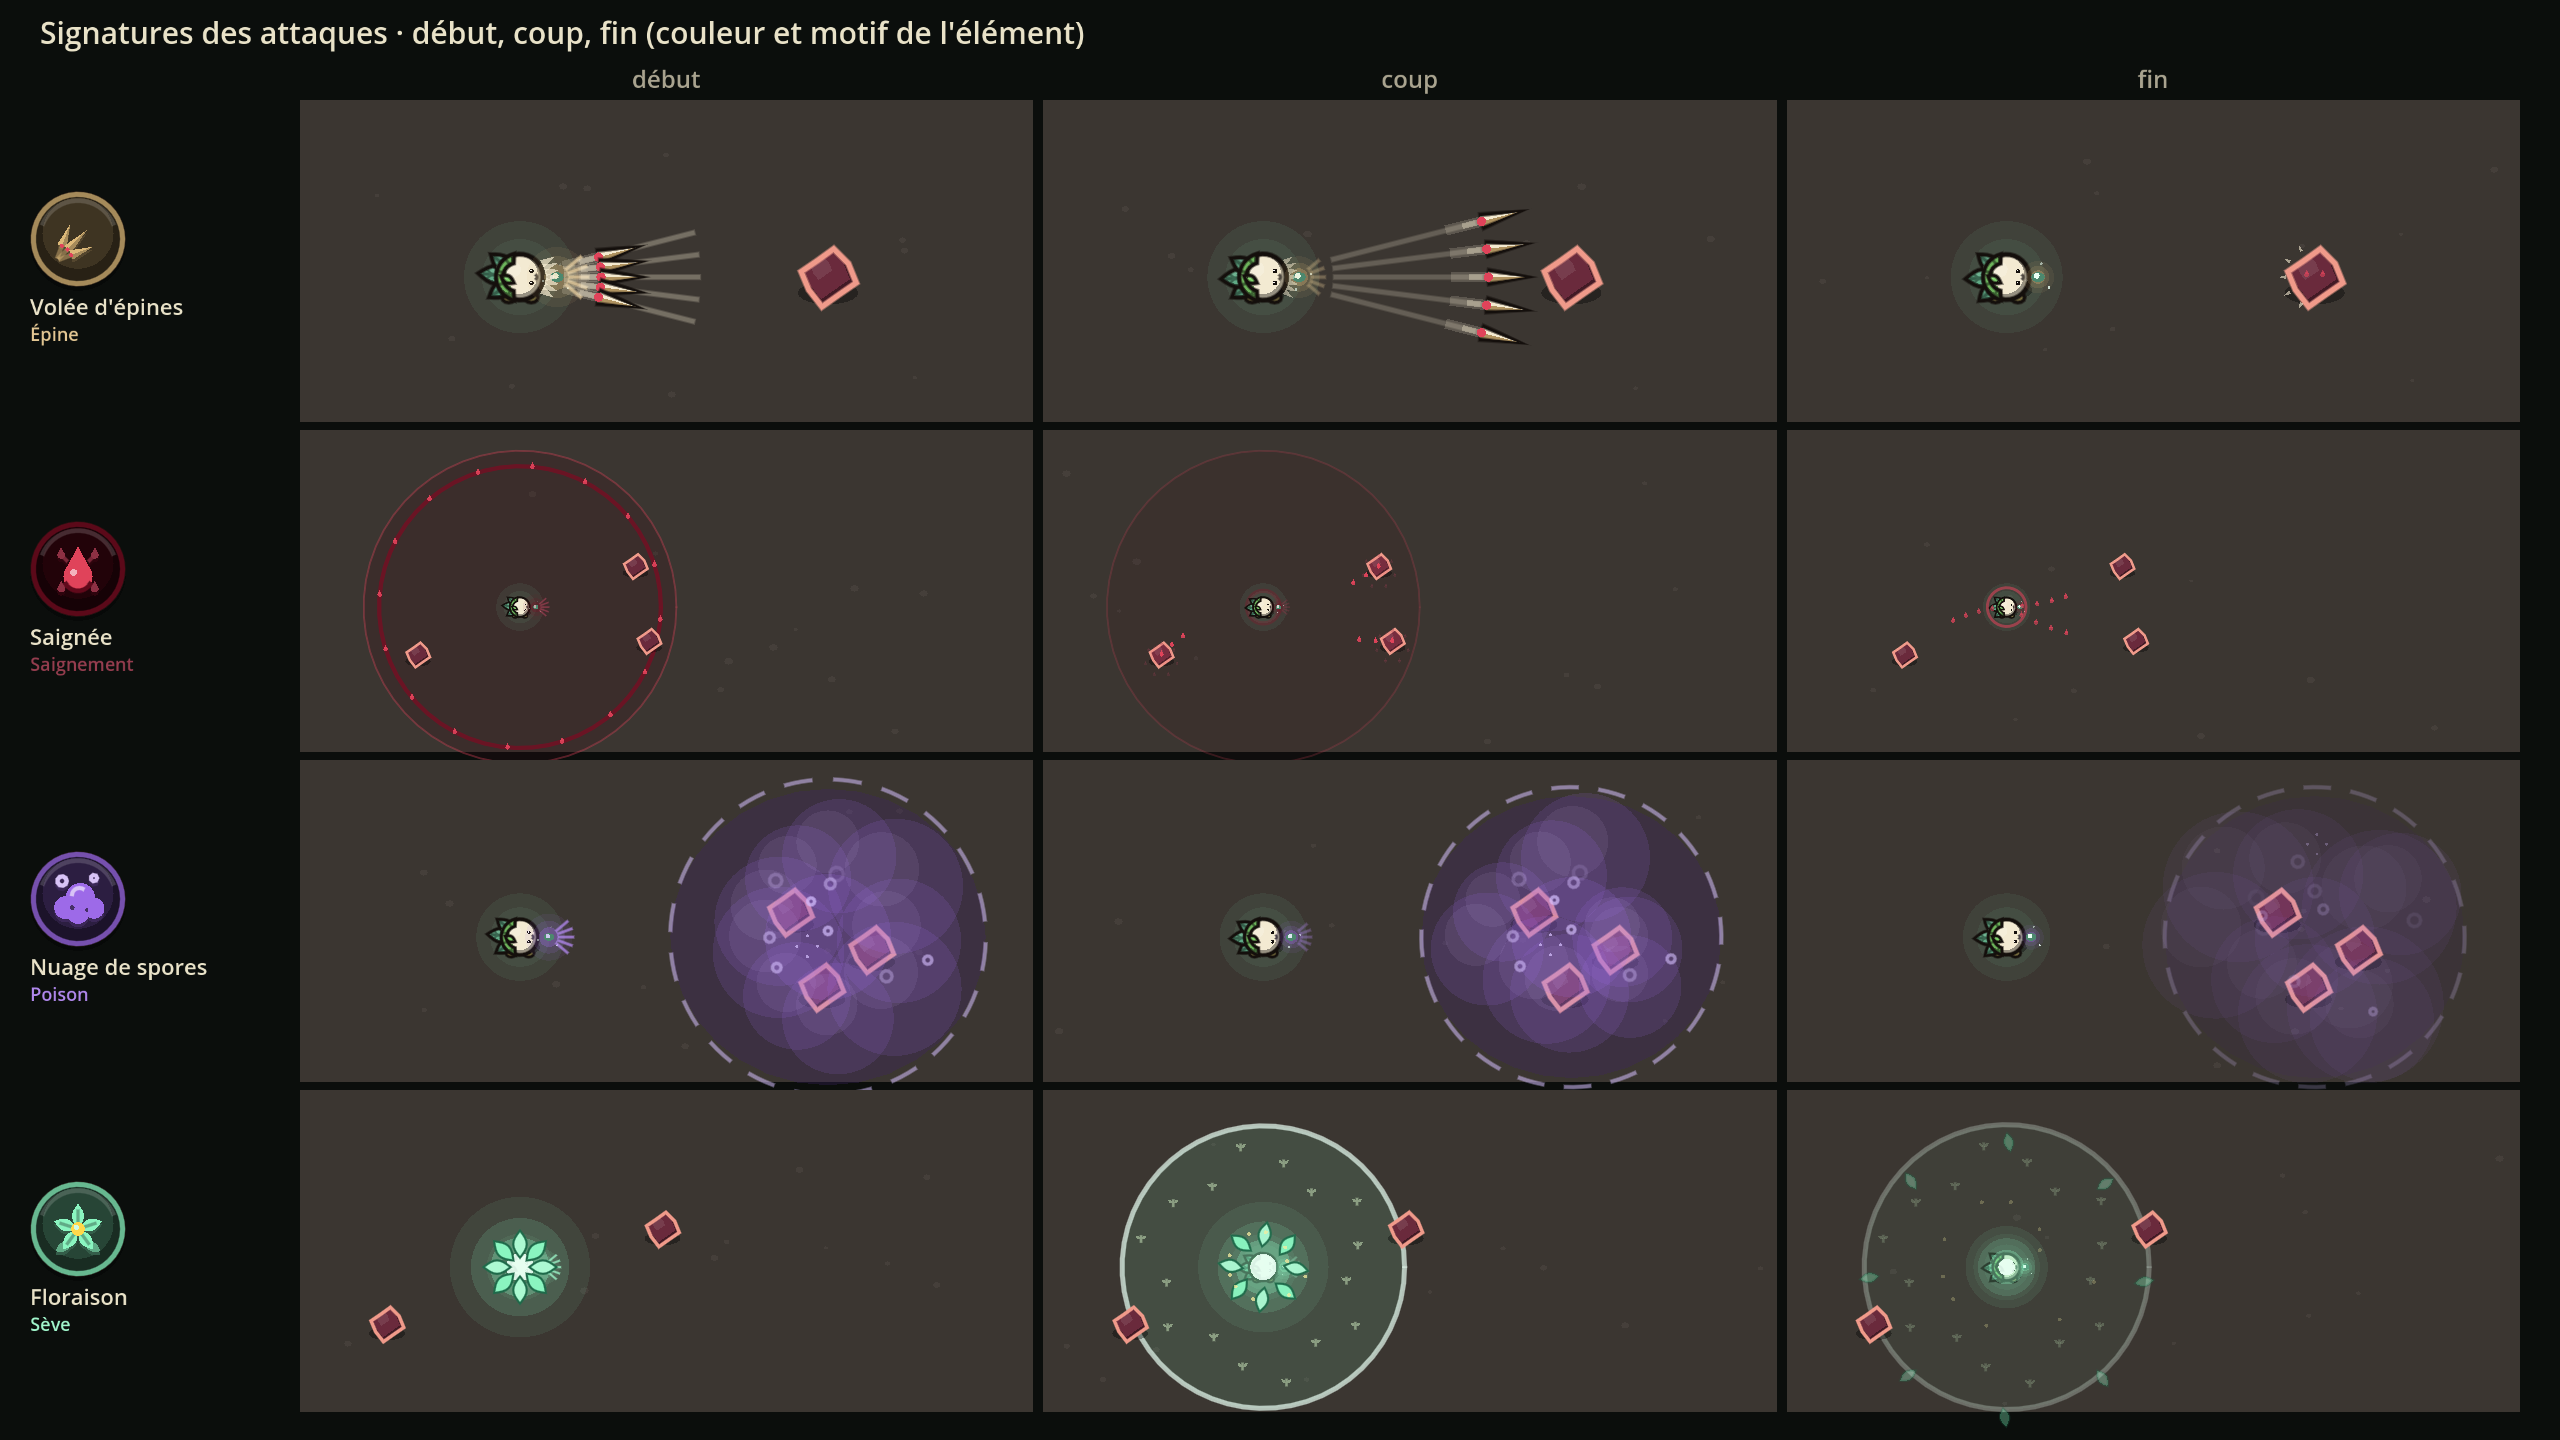 Signatures des attaques · début, coup, fin (couleur et motif de l'élément)
début
coup
fin
Volée d'épines
Épine
Saignée
Saignement
Nuage de spores
Poison
Floraison
Sève